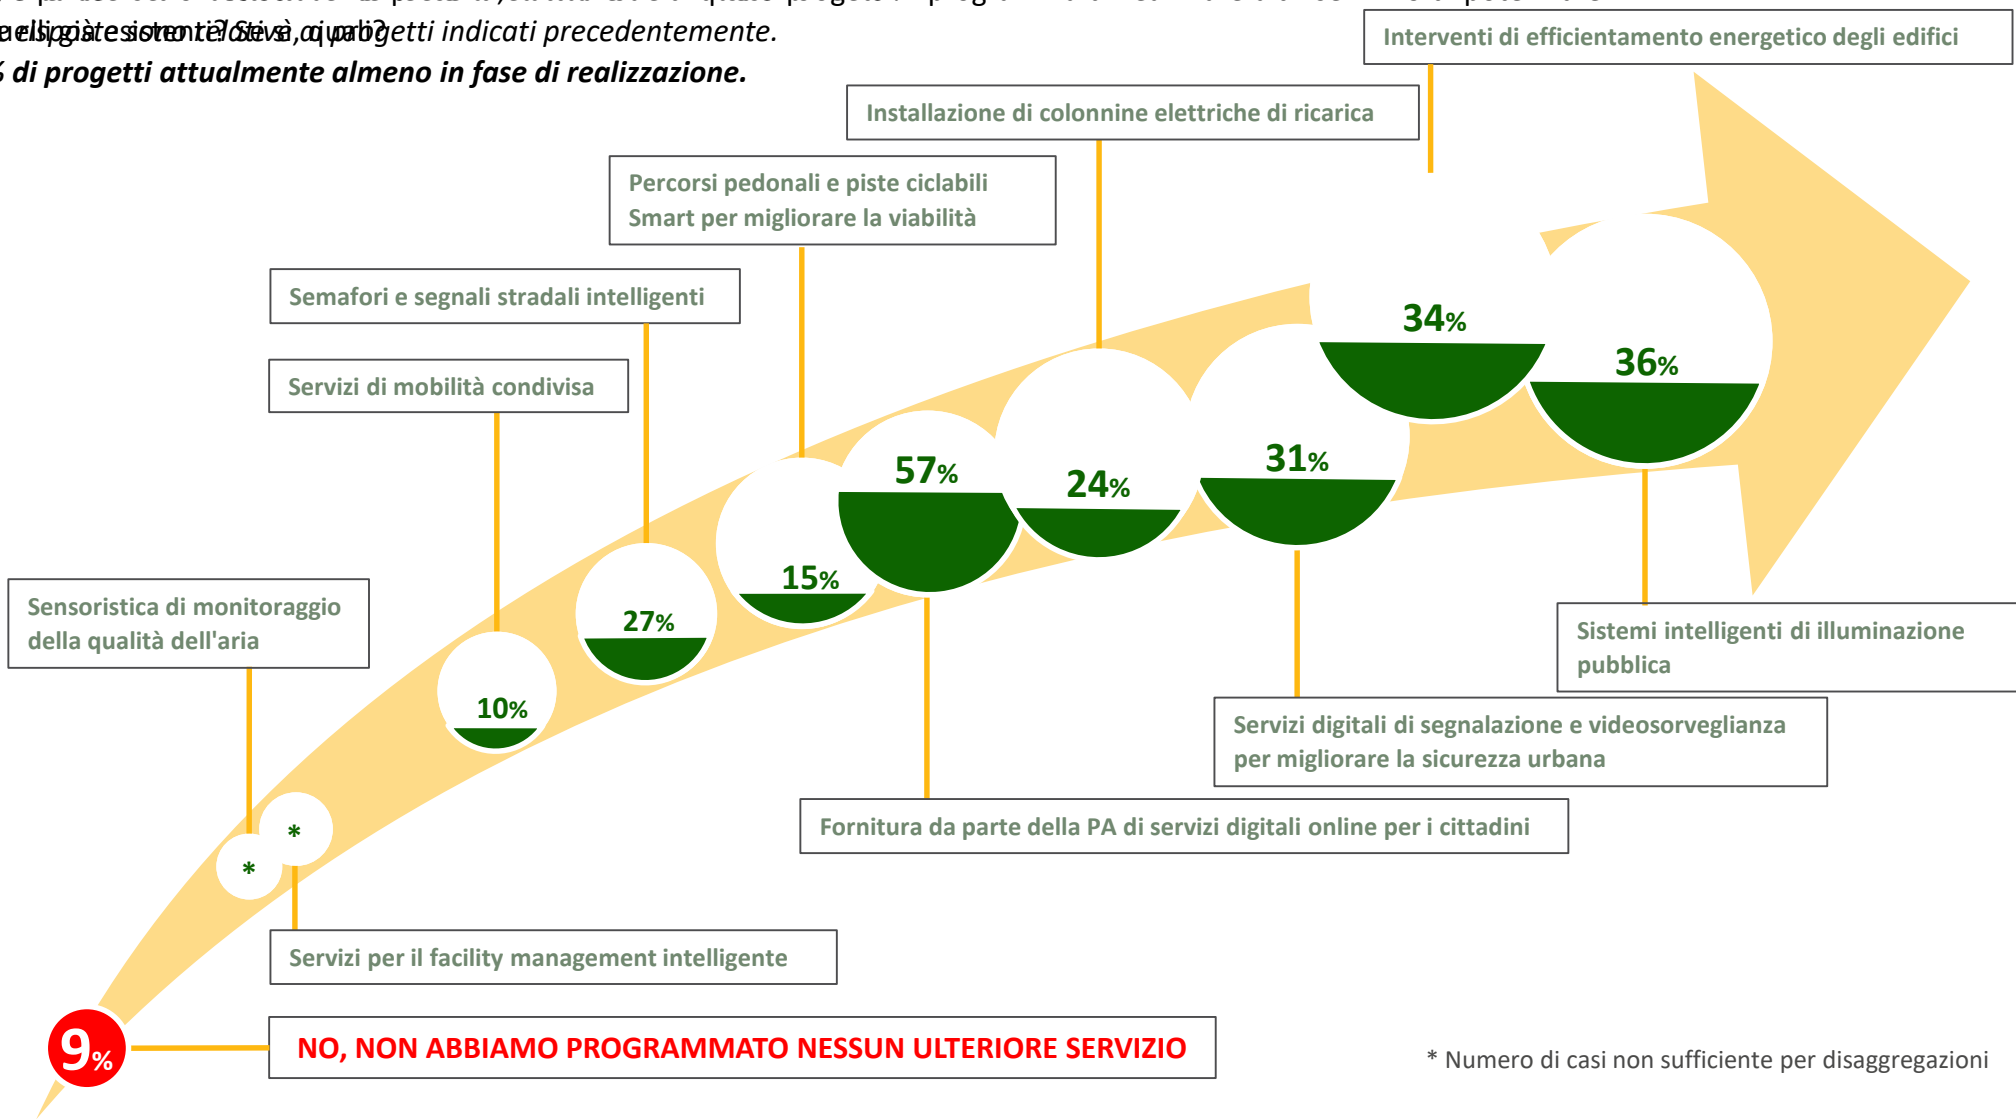 % di progetti attualmente almeno in fase di realizzazione.
Interventi di efficientamento energetico degli edifici
Installazione di colonnine elettriche di ricarica
Percorsi pedonali e piste ciclabili
Smart per migliorare la viabilità
Semafori e segnali stradali intelligenti
Servizi di mobilità condivisa
34%
36%
57%
24%
31%
15%
27%
10%
Sensoristica di monitoraggio
della qualità dell'aria
Sistemi intelligenti di illuminazione
pubblica
Servizi digitali di segnalazione e videosorveglianza
per migliorare la sicurezza urbana
Fornitura da parte della PA di servizi digitali online per i cittadini
*
*
Servizi per il facility management intelligente
9%
NO, NON ABBIAMO PROGRAMMATO NESSUN ULTERIORE SERVIZIO
* Numero di casi non sufficiente per disaggregazioni